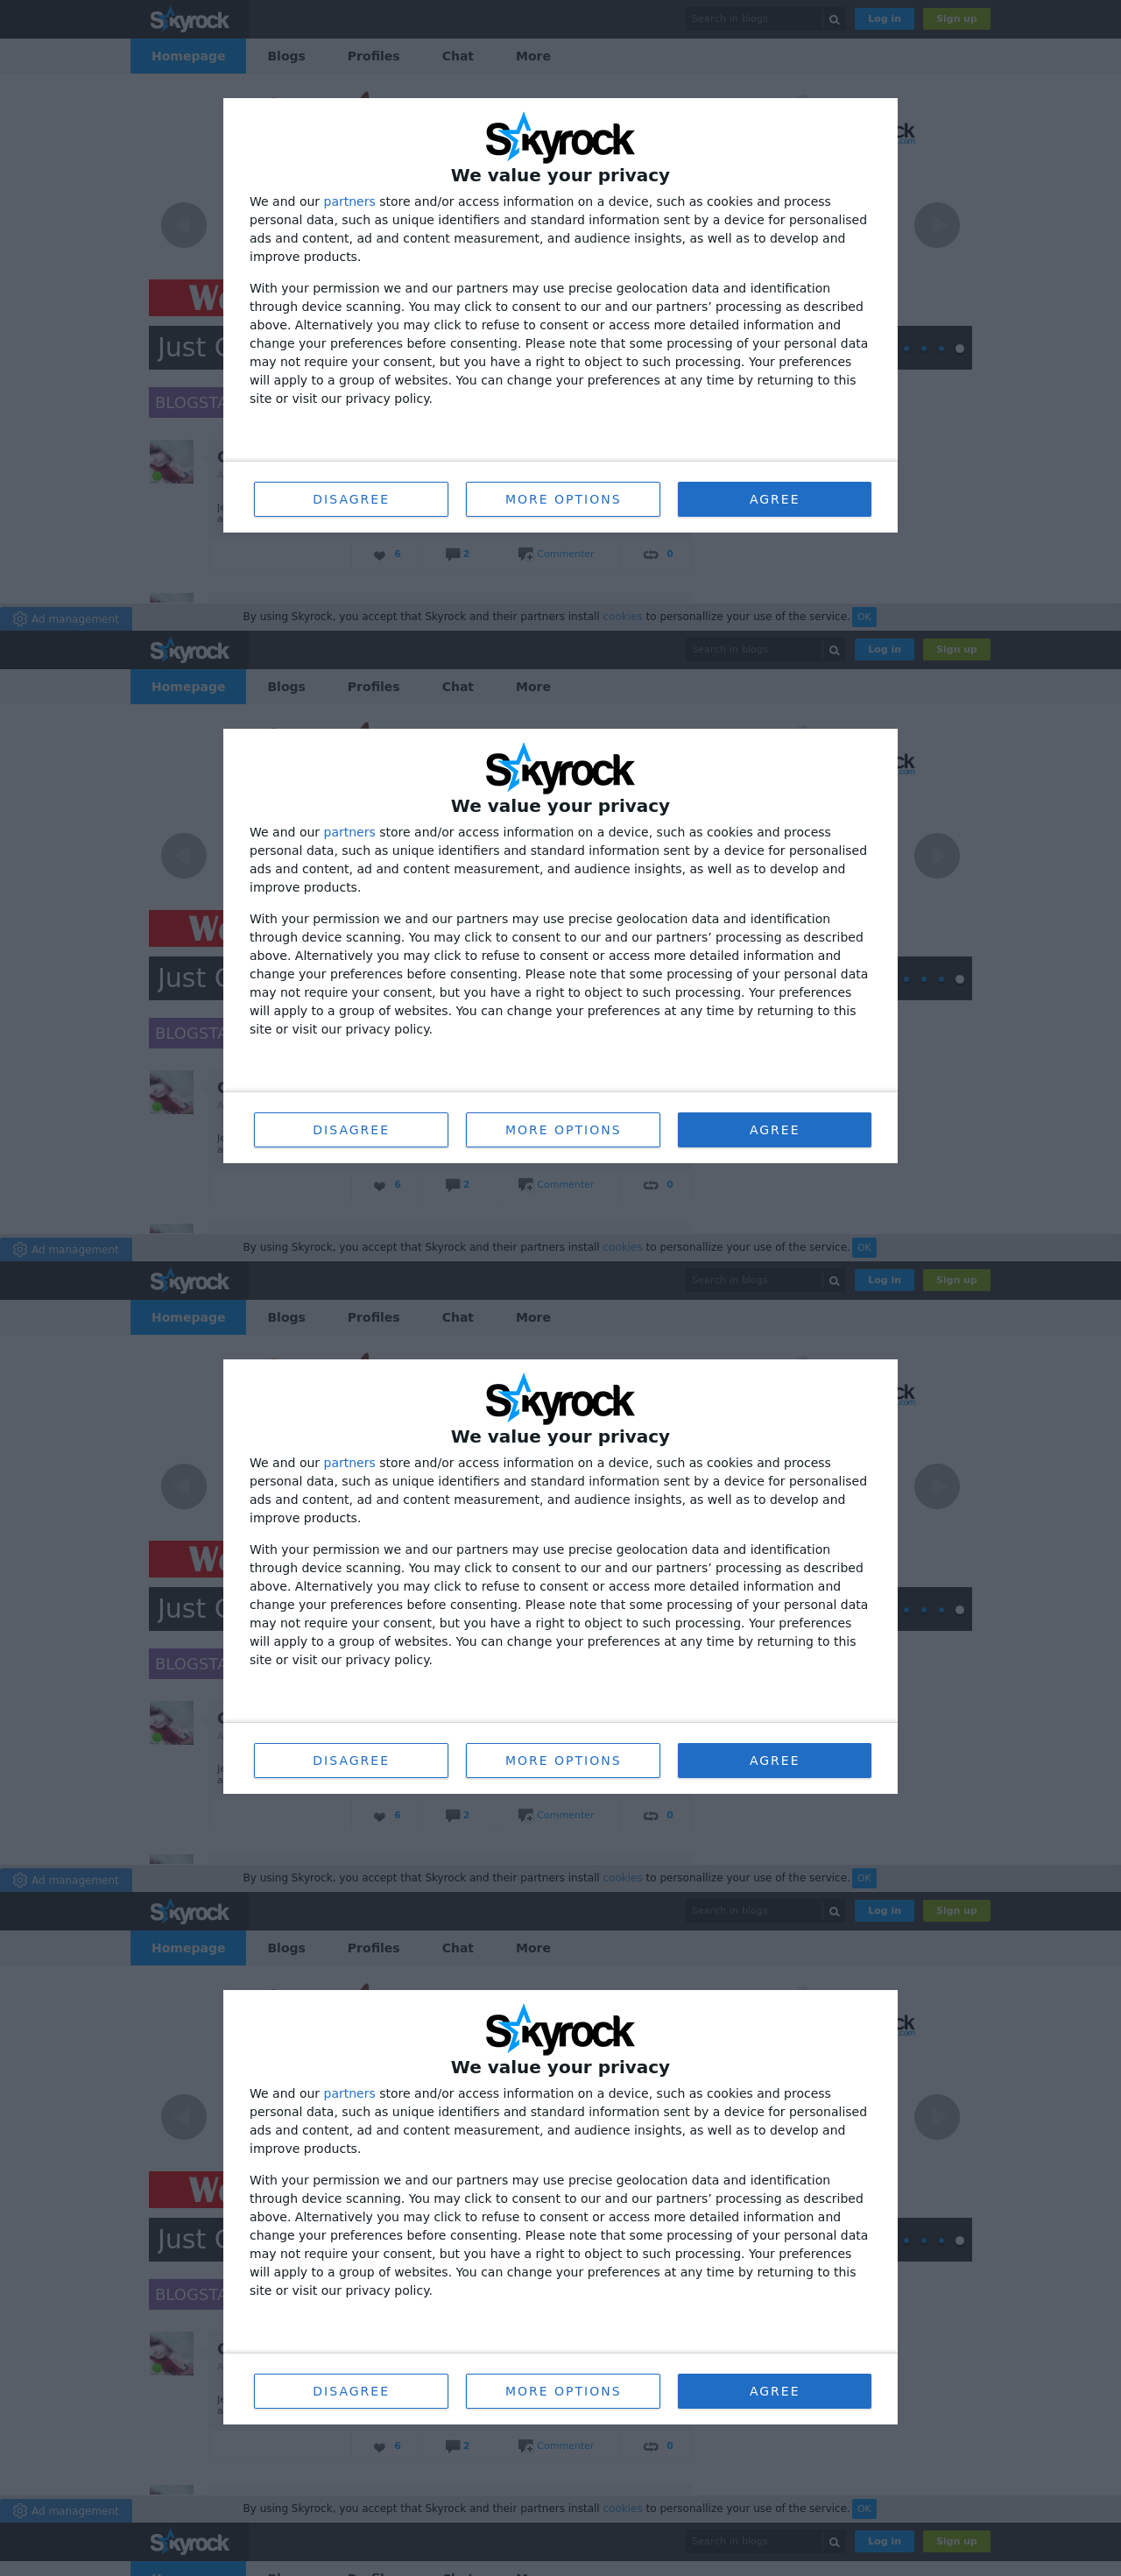 Skyrock Search in blogs Log in Sign up
Homepage Blogs Profiles Chat More
Skyrock
We value your privacy
We and our partners store and/or access information on a device, such as cookies and process
personal data, such as unique identifiers and standard information sent by a device for personalised
ads and content, ad and content measurement, and audience insights, as well as to develop and
improve products.
With your permission we and our partners may use precise geolocation data and identification
through device scanning. You may click to consent to our and our partners’ processing as described
above. Alternatively you may click to refuse to consent or access more detailed information and
change your preferences before consenting. Please note that some processing of your personal data
may not require your consent, but you have a right to object to such processing. Your preferences
will apply to a group of websites. You can change your preferences at any time by returning to this
site or visit our privacy policy.
Just
DISAGREE MORE OPTIONS AGREE
6 2 Commenter 0
Ad management By using Skyrock, you accept that Skyrock and their partners install cookies to personallize your use of the service. OK
Skyrock Search in blogs Log in Sign up
Homepage Blogs Profiles Chat More
Skyrock
We value your privacy
We and our partners store and/or access information on a device, such as cookies and process
personal data, such as unique identifiers and standard information sent by a device for personalised
ads and content, ad and content measurement, and audience insights, as well as to develop and
improve products.
With your permission we and our partners may use precise geolocation data and identification
through device scanning. You may click to consent to our and our partners’ processing as described
above. Alternatively you may click to refuse to consent or access more detailed information and
change your preferences before consenting. Please note that some processing of your personal data
may not require your consent, but you have a right to object to such processing. Your preferences
will apply to a group of websites. You can change your preferences at any time by returning to this
site or visit our privacy policy.
Just
DISAGREE MORE OPTIONS AGREE
6 2 Commenter 0
Ad management By using Skyrock, you accept that Skyrock and their partners install cookies to personallize your use of the service. OK
Skyrock Search in blogs Log in Sign up
Homepage Blogs Profiles Chat More
Skyrock
We value your privacy
We and our partners store and/or access information on a device, such as cookies and process
personal data, such as unique identifiers and standard information sent by a device for personalised
ads and content, ad and content measurement, and audience insights, as well as to develop and
improve products.
With your permission we and our partners may use precise geolocation data and identification
through device scanning. You may click to consent to our and our partners’ processing as described
above. Alternatively you may click to refuse to consent or access more detailed information and
change your preferences before consenting. Please note that some processing of your personal data
may not require your consent, but you have a right to object to such processing. Your preferences
will apply to a group of websites. You can change your preferences at any time by returning to this
site or visit our privacy policy.
Just
DISAGREE MORE OPTIONS AGREE
6 2 Commenter 0
Ad management By using Skyrock, you accept that Skyrock and their partners install cookies to personallize your use of the service. OK
Skyrock Search in blogs Log in Sign up
Homepage Blogs Profiles Chat More
Skyrock
We value your privacy
We and our partners store and/or access information on a device, such as cookies and process
personal data, such as unique identifiers and standard information sent by a device for personalised
ads and content, ad and content measurement, and audience insights, as well as to develop and
improve products.
With your permission we and our partners may use precise geolocation data and identification
through device scanning. You may click to consent to our and our partners’ processing as described
above. Alternatively you may click to refuse to consent or access more detailed information and
change your preferences before consenting. Please note that some processing of your personal data
may not require your consent, but you have a right to object to such processing. Your preferences
will apply to a group of websites. You can change your preferences at any time by returning to this
site or visit our privacy policy.
Just
DISAGREE MORE OPTIONS AGREE
6 2 Commenter 0
Ad management By using Skyrock, you accept that Skyrock and their partners install cookies to personallize your use of the service. OK
Skyrock Search in blogs Log in Sign up